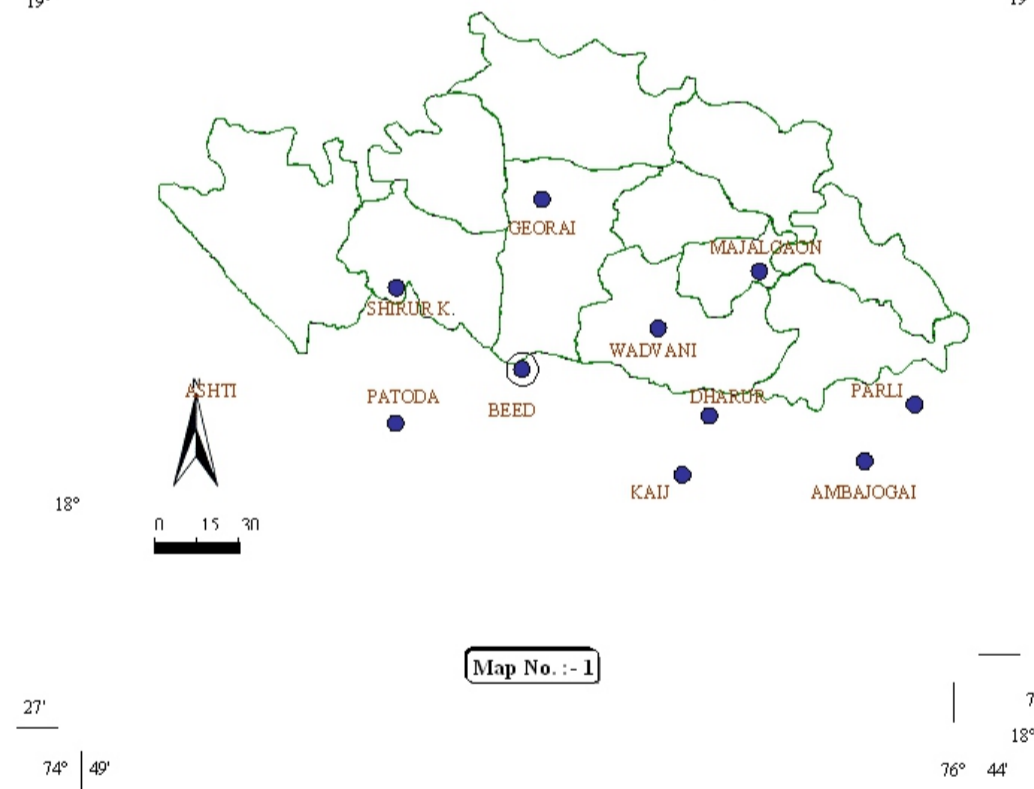 19°
19
GEORAI
MAJALGAON
SHIRUR K.
WADVANI
N
ASHTI
PATODA
BEED
DHARUR
PARLI
KAIJ
AMBAJOGAI
18°
0 15 30
Map No. :- 1
27'
7
18°
74° 49'
76° 44'